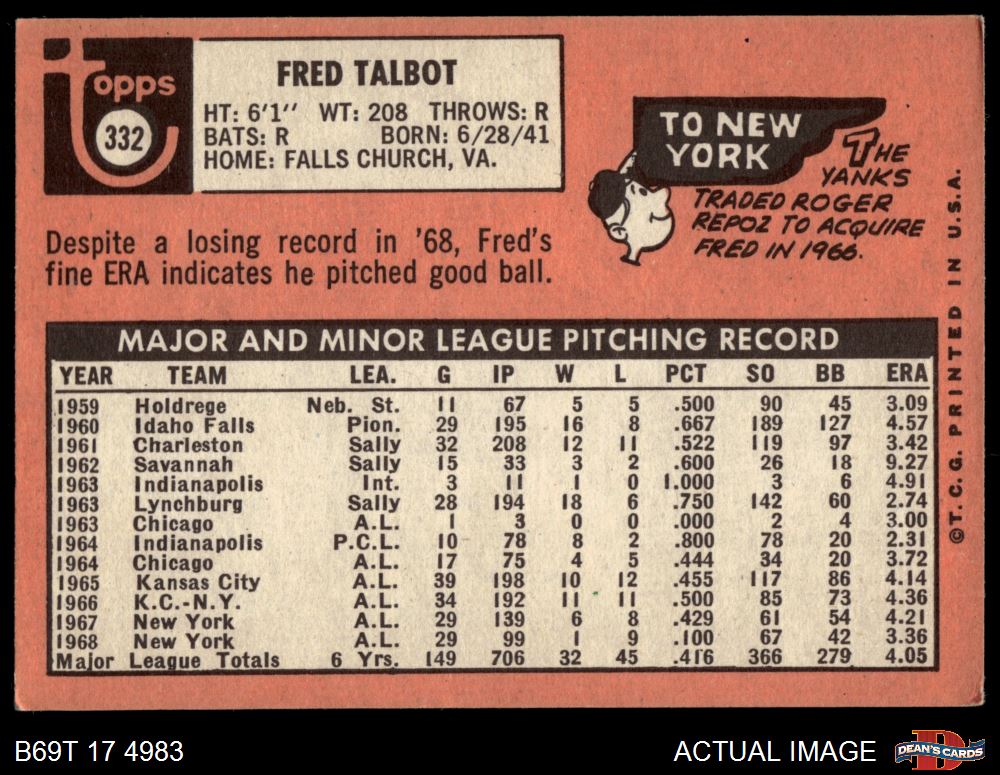 topps
332
FRED TALBOT
HT: 6'1'' WT: 208 THROWS: R
BATS: R BORN: 6/28/41
HOME: FALLS CHURCH, VA.
Despite a losing record in '68, Fred's
fine ERA indicates he pitched good ball.
TO NEW
YORK
THE
YANKS
TRADED ROGER
REPOZ TO ACQUIRE
FRED IN 1966.
©T.C.G. PRINTED IN U.S.A.
MAJOR AND MINOR LEAGUE PITCHING RECORD
YEAR TEAM LEA. G IP W L PCT SO BB ERA
1959 Holdrege Neb. St. 11 67 5 5 .500 90 45 3.09
1960 Idaho Falls Pion. 29 195 16 8 .667 189 127 4.57
1961 Charleston Sally 32 208 12 11 .522 119 97 3.42
1962 Savannah Sally 15 33 3 2 .600 26 18 9.27
1963 Indianapolis Int. 3 11 1 0 1.000 3 6 4.91
1963 Lynchburg Sally 28 194 18 6 .750 142 60 2.74
1963 Chicago A.L. 1 3 0 0 .000 2 4 3.00
1964 Indianapolis P.C.L. 10 78 8 2 .800 78 20 2.31
1964 Chicago A.L. 17 75 4 5 .444 34 20 3.72
1965 Kansas City A.L. 39 198 10 12 .455 117 86 4.14
1966 K.C.-N.Y. A.L. 34 192 11 11 .500 85 73 4.36
1967 New York A.L. 29 139 6 8 .429 61 54 4.21
1968 New York A.L. 29 99 1 9 .100 67 42 3.36
Major League Totals 6 Yrs. 149 706 32 45 .416 366 279 4.05
B69T 17 4983
ACTUAL IMAGE
DEAN'S CARDS